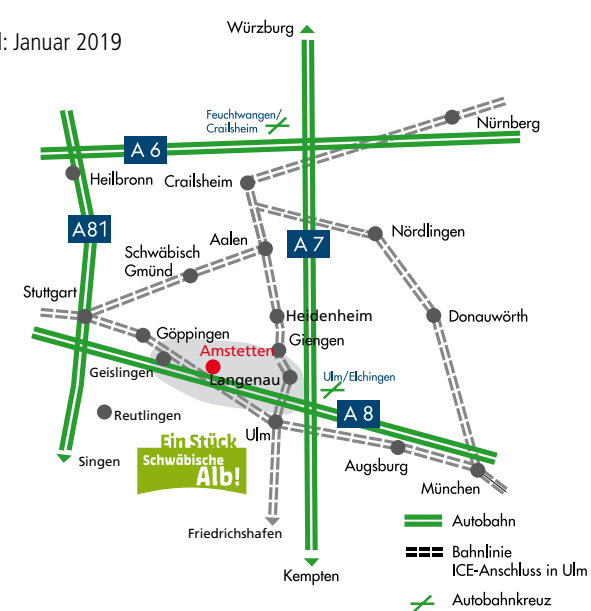 Würzburg
: Januar 2019
Feuchtwangen/
Crailsheim
Nürnberg
A 6
Heilbronn
Crailsheim
A81
Aalen
A 7
Nördlingen
Schwäbisch
Gmünd
Stuttgart
Heidenheim
Donauwörth
Göppingen
Giengen
Amstetten
Geislingen
Langenau
Ulm/Elchingen
Reutlingen
A 8
Ulm
Ein Stück
Schwäbische
Alb!
Singen
Augsburg
München
Autobahn
Friedrichshafen
Bahnlinie
ICE-Anschluss in Ulm
Kempten
Autobahnkreuz